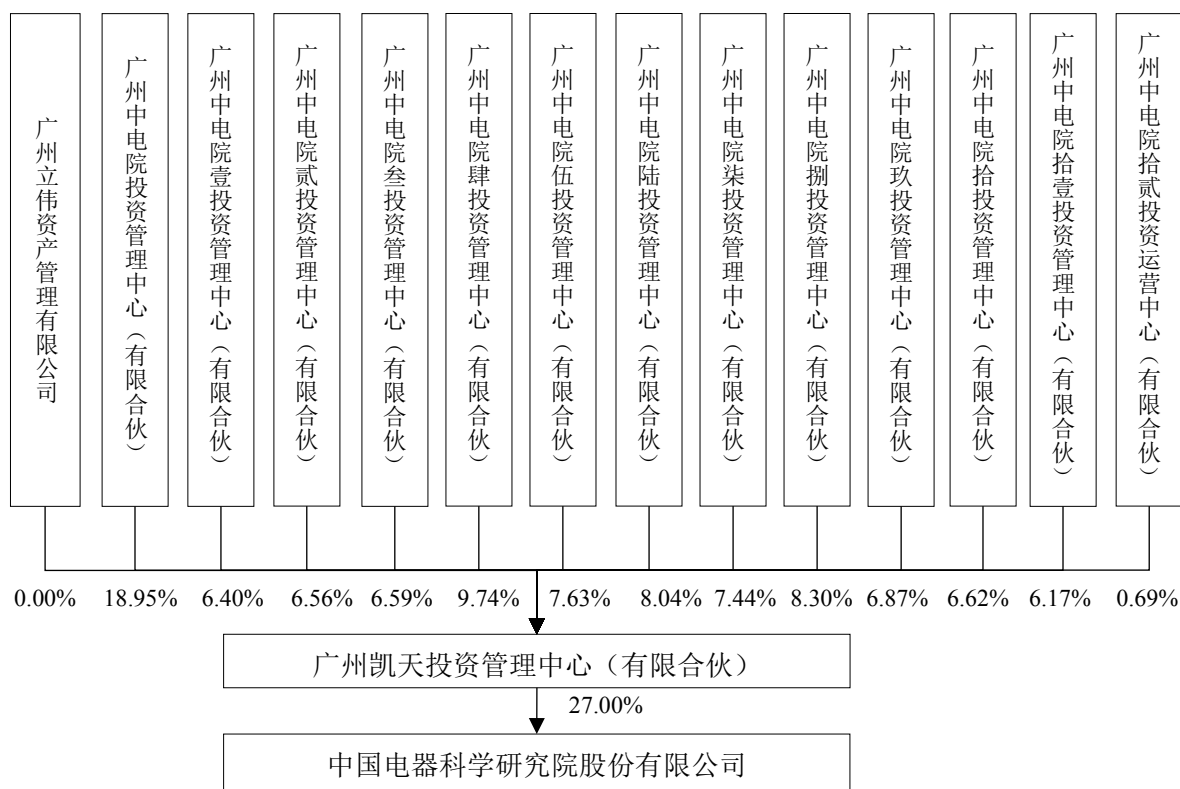 广州立伟资产管理有限公司
广州中电院投资管理中心（有限合伙）
广州中电院壹投资管理中心（有限合伙）
广州中电院贰投资管理中心（有限合伙）
广州中电院叁投资管理中心（有限合伙）
广州中电院肆投资管理中心（有限合伙）
广州中电院伍投资管理中心（有限合伙）
广州中电院陆投资管理中心（有限合伙）
广州中电院柒投资管理中心（有限合伙）
广州中电院捌投资管理中心（有限合伙）
广州中电院玖投资管理中心（有限合伙）
广州中电院拾投资管理中心（有限合伙）
广州中电院拾壹投资管理中心（有限合伙）
广州中电院拾贰投资运营中心（有限合伙）
0.00% 18.95% 6.40% 6.56% 6.59% 9.74% 7.63% 8.04% 7.44% 8.30% 6.87% 6.62% 6.17% 0.69%
广州凯天投资管理中心（有限合伙）
27.00%
中国电器科学研究院股份有限公司